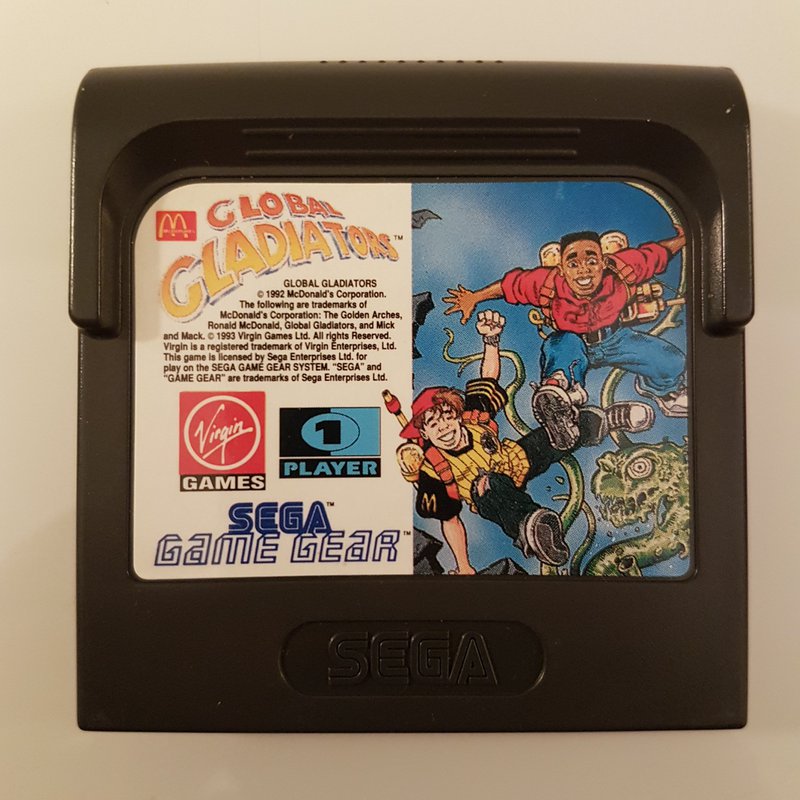 McDonald's
GLOBAL
GLADIATORS™
GLOBAL GLADIATORS
© 1992 McDonald's Corporation.
The following are trademarks of
McDonald's Corporation: The Golden Arches,
Ronald McDonald, Global Gladiators, and Mick
and Mack. © 1993 Virgin Games Ltd. All rights Reserved.
Virgin is a registered trademark of Virgin Enterprises, Ltd.
This game is licensed by Sega Enterprises Ltd. for
play on the SEGA GAME GEAR SYSTEM. "SEGA" and
"GAME GEAR" are trademarks of Sega Enterprises Ltd.
Virgin
GAMES
1
PLAYER
SEGA™
GAME GEAR™
SEGA